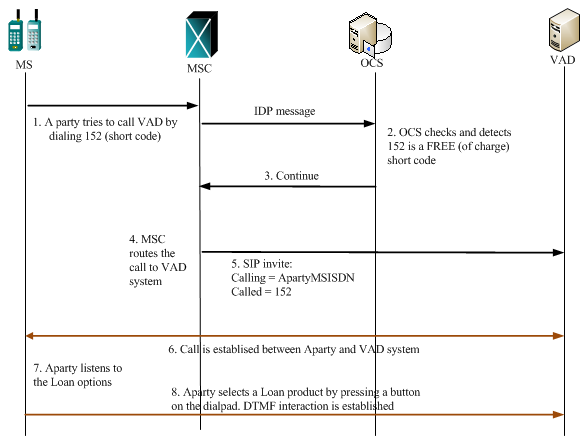 MS
MSC
OCS
VAD
1. A party tries to call VAD by
dialing 152 (short code)
IDP message
2. OCS checks and detects
152 is a FREE (of charge)
short code
3. Continue
4. MSC
routes the
call to VAD
system
5. SIP invite:
Calling = ApartyMSISDN
Called = 152
6. Call is establised between Aparty and VAD system
7. Aparty listens to
the Loan options
8. Aparty selects a Loan product by pressing a button
on the dialpad. DTMF interaction is established